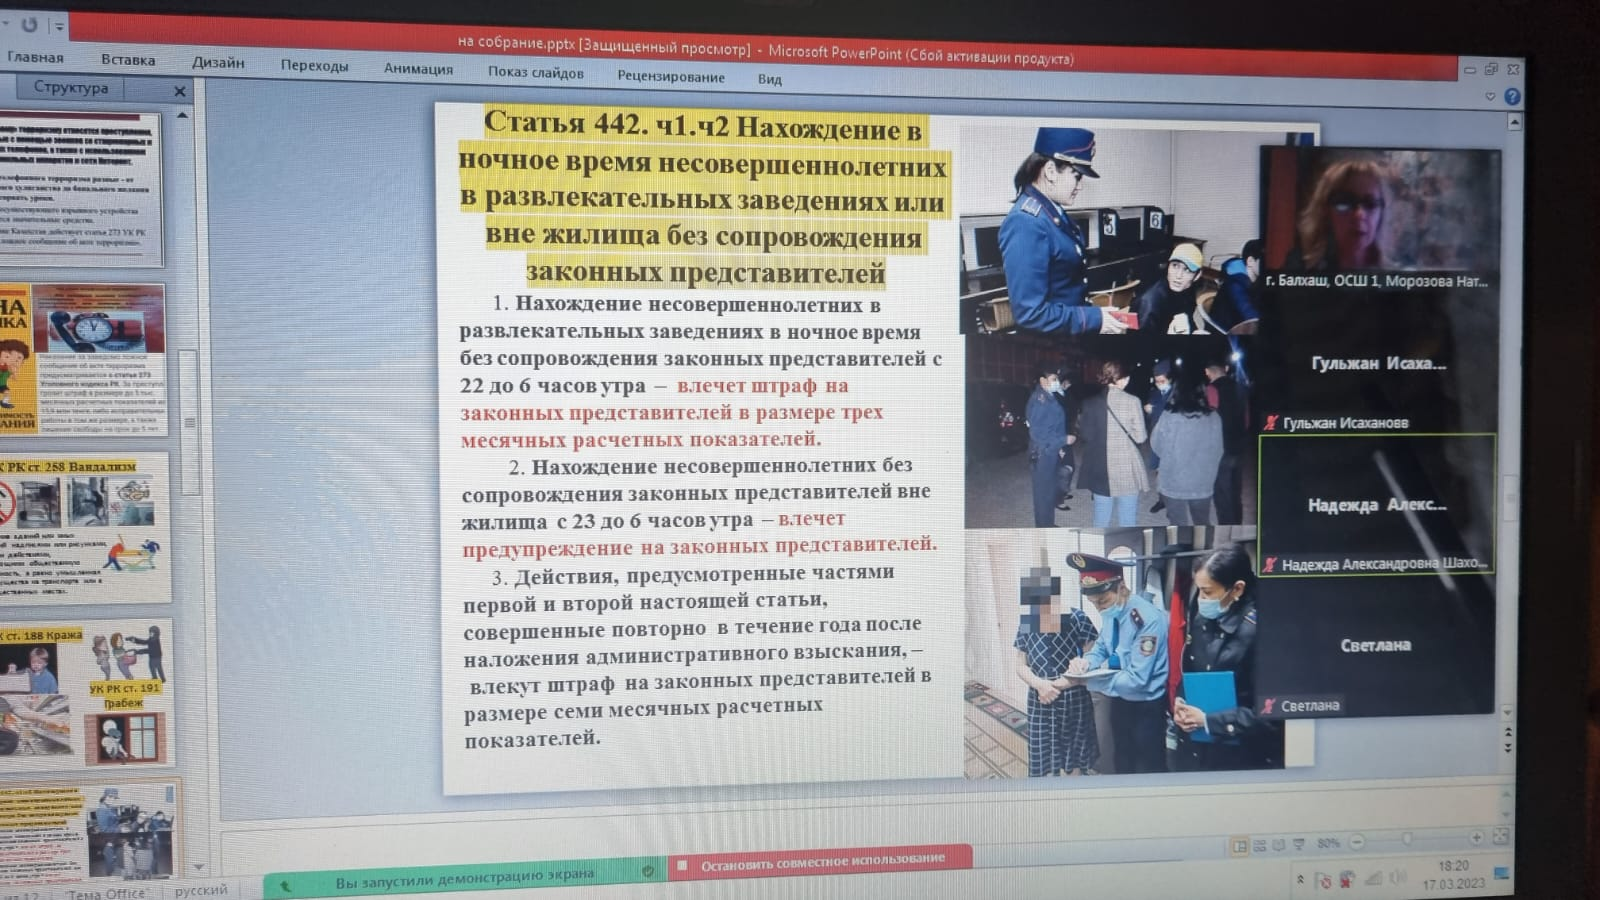 на собрание.pptx [Защищенный просмотр] - Microsoft PowerPoint (Сбой активации продукта)
Главная Вставка Дизайн Переходы Анимация Показ слайдов Рецензирование Вид
Структура
Статья 442. ч1.ч2 Нахождение в
ночное время несовершеннолетних
в развлекательных заведениях или
вне жилища без сопровождения
законных представителей
1. Нахождение несовершеннолетних в
развлекательных заведениях в ночное время
без сопровождения законных представителей с
22 до 6 часов утра – влечет штраф на
законных представителей в размере трех
месячных расчетных показателей.
2. Нахождение несовершеннолетних без
сопровождения законных представителей вне
жилища с 23 до 6 часов утра – влечет
предупреждение на законных представителей.
3. Действия, предусмотренные частями
первой и второй настоящей статьи,
совершенные повторно в течение года после
наложения административного взыскания, –
влекут штраф на законных представителей в
размере семи месячных расчетных
показателей.
5 6
г. Балхаш, ОСШ 1, Морозова Нат...
Гульжан Исаха...
Гульжан Исаханова
Надежда Алекс...
Надежда Александровна Шахо...
Светлана
Светлана
РК ст. 258 Вандализм
ст. 188 Кража
УК РК ст. 191
Грабеж
80%
Вы запустили демонстрацию экрана
Остановить совместное использование
"Тема Office" русский
18:20
17.03.2023